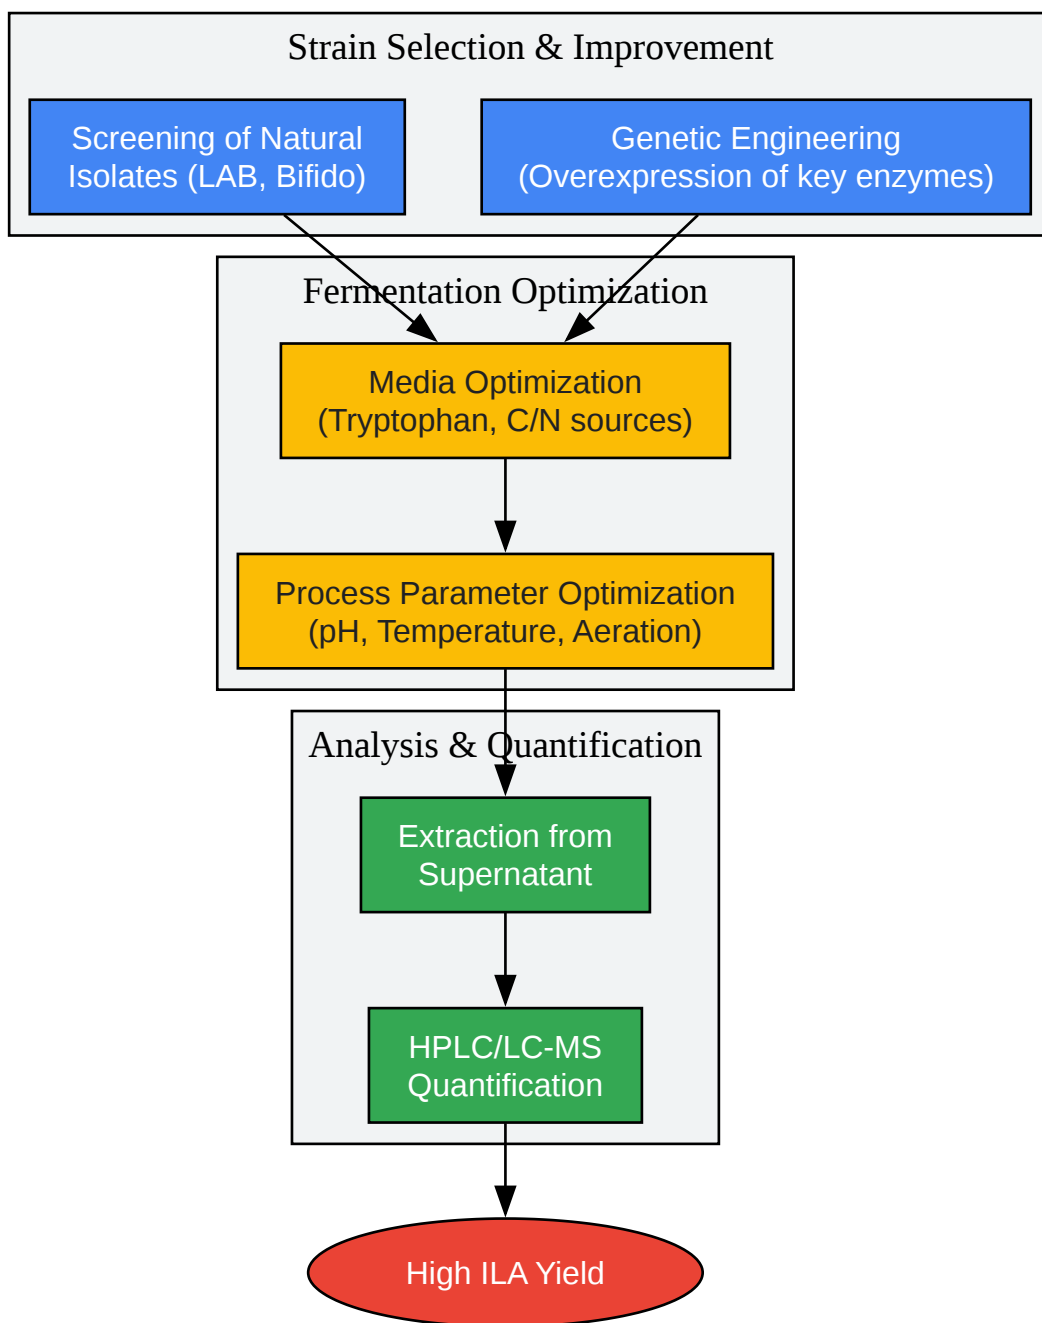 Strain Selection & Improvement
Screening of Natural
Isolates (LAB, Bifido)
Genetic Engineering
(Overexpression of key enzymes)
Fermentation Optimization
Media Optimization
(Tryptophan, C/N sources)
Process Parameter Optimization
(pH, Temperature, Aeration)
Analysis & Quantification
Extraction from
Supernatant
HPLC/LC-MS
Quantification
High ILA Yield